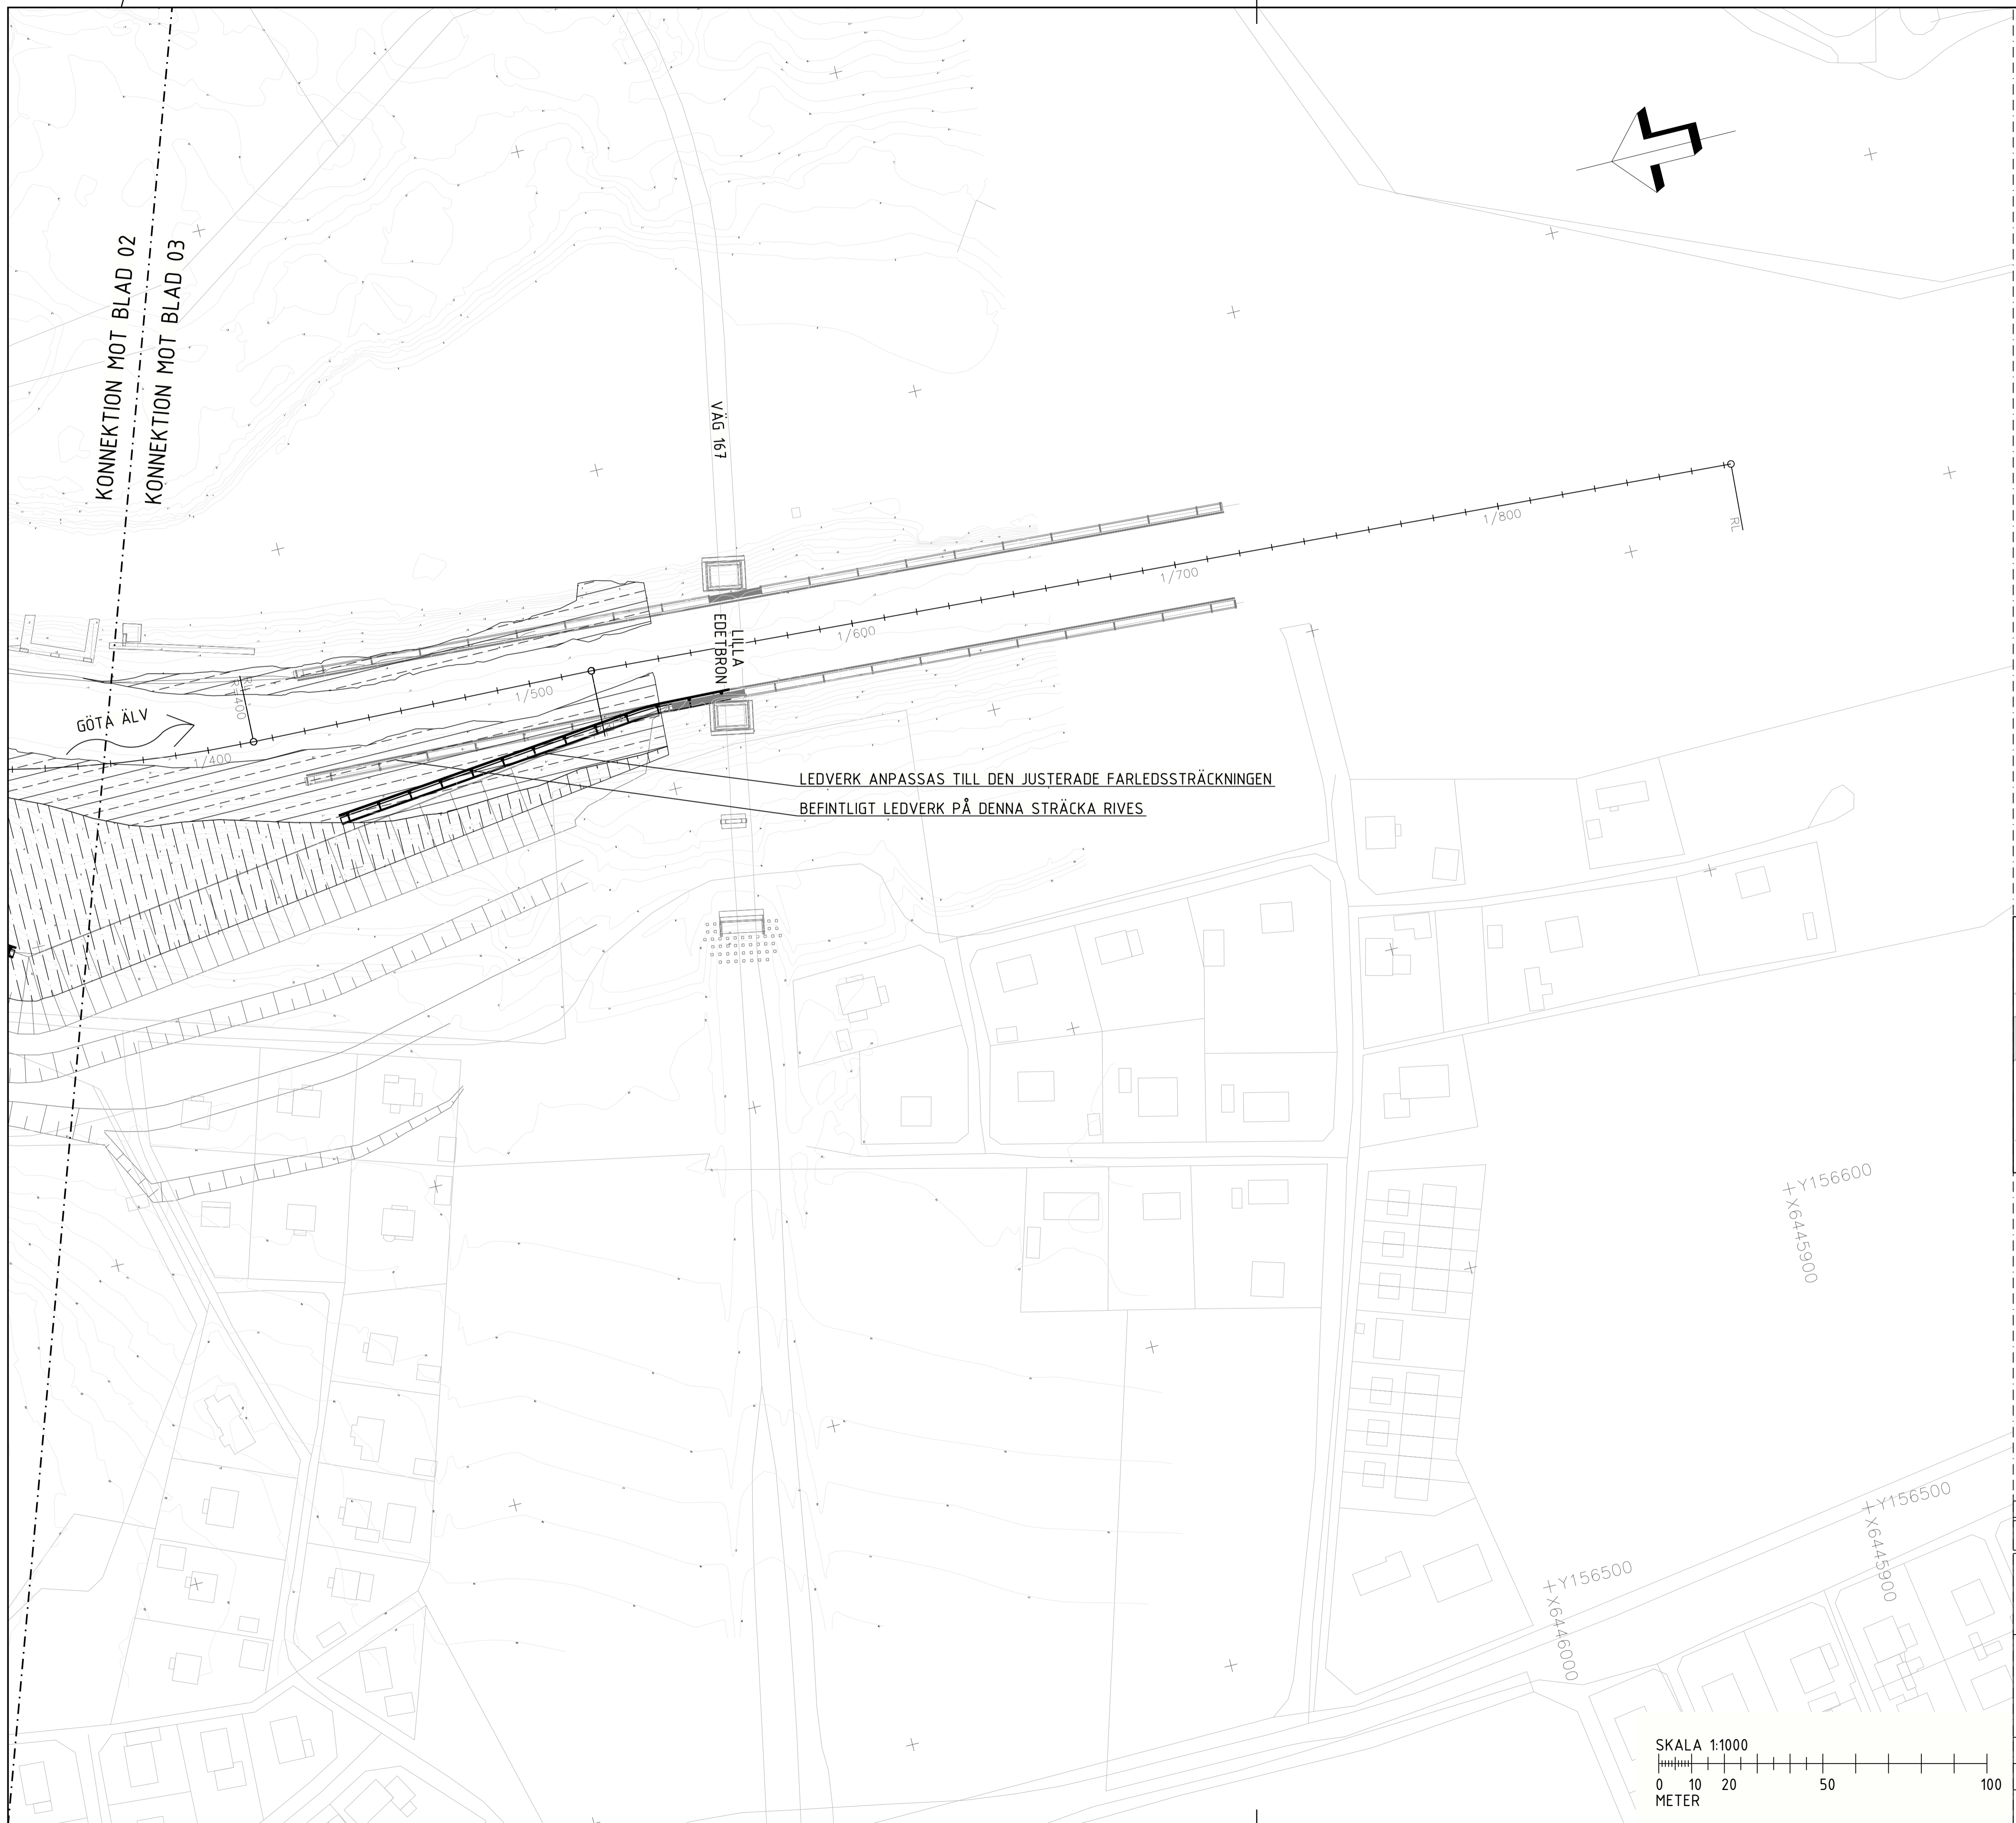 KONNEKTION MOT BLAD 02
KONNEKTION MOT BLAD 03
VÄG 167
LILLA
EDETBRON
GÖTA ÄLV
1/400
1/500
1/600
1/700
1/800
RL
LEDVERK ANPASSAS TILL DEN JUSTERADE FARLEDSSTRÄCKNINGEN
BEFINTLIGT LEDVERK PÅ DENNA STRÄCKA RIVES
Y156600
X6445900
Y156500
X6445900
Y156500
X6446000
SKALA 1:1000
0 10 20 50 100
METER